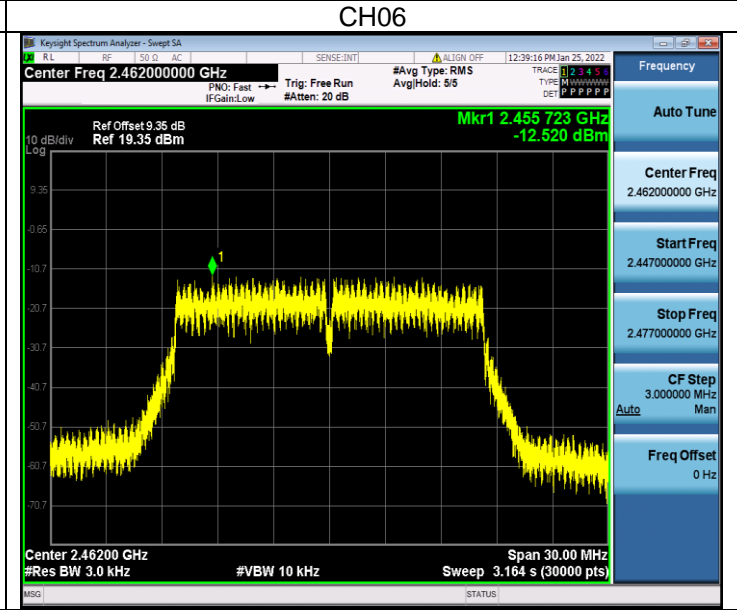 CH06
Keysight Spectrum Analyzer - Swept SA
RL RF 50 Ω AC SENSE:INT ALIGN OFF 12:39:16 PM Jan 25, 2022
Center Freq 2.462000000 GHz
PNO: Fast
IFGain:Low
Trig: Free Run
#Atten: 20 dB
#Avg Type: RMS
Avg|Hold: 5/5
TRACE 1 2 3 4 5 6
TYPE M
DET P P P P P P
Ref Offset 9.35 dB
10 dB/div Ref 19.35 dBm
Log
Mkr1 2.455 723 GHz
-12.520 dBm
9.35
-0.65
1
-10.7
-20.7
-30.7
-40.7
-50.7
-60.7
-70.7
Center 2.46200 GHz Span 30.00 MHz
#Res BW 3.0 kHz #VBW 10 kHz Sweep 3.164 s (30000 pts)
MSG STATUS
Frequency
Auto Tune
Center Freq
2.462000000 GHz
Start Freq
2.447000000 GHz
Stop Freq
2.477000000 GHz
CF Step
3.000000 MHz
Auto Man
Freq Offset
0 Hz